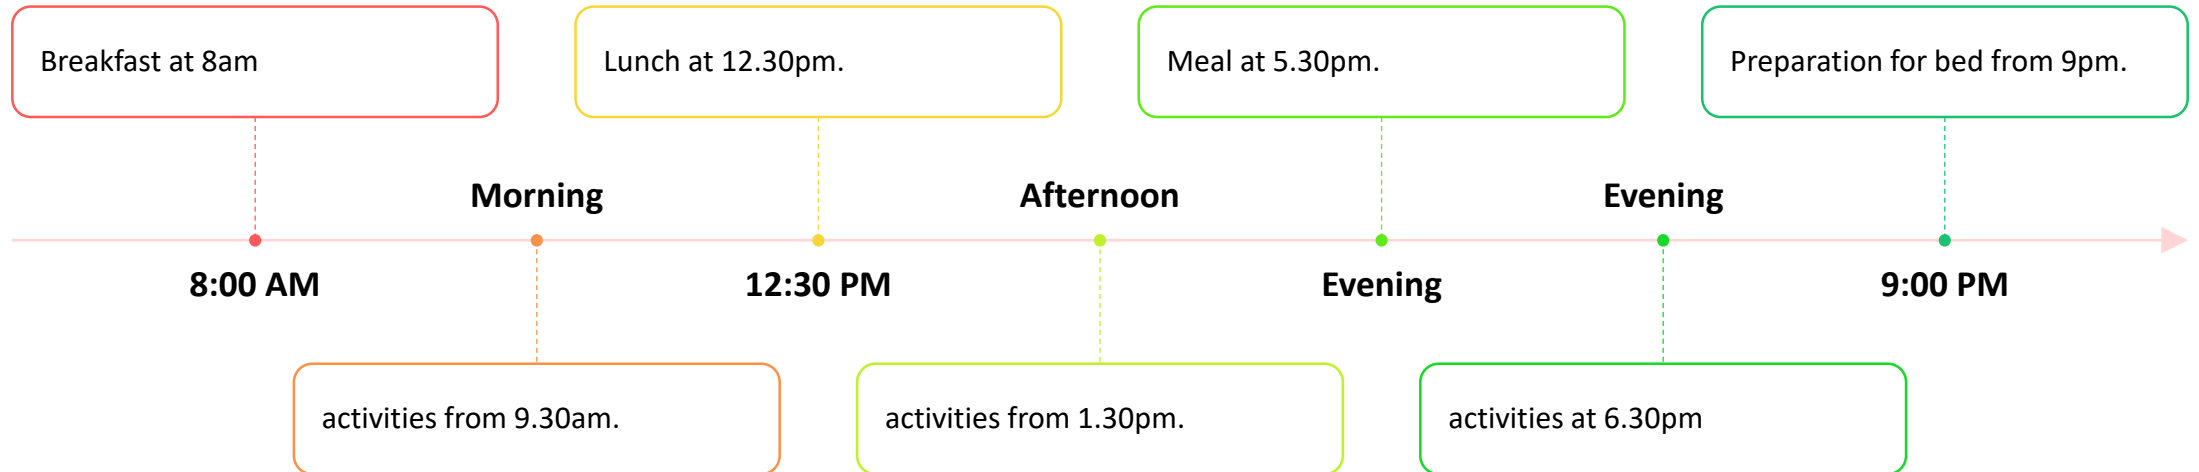 Breakfast at 8am
Lunch at 12.30pm.
Meal at 5.30pm.
Preparation for bed from 9pm.
Morning
Afternoon
Evening
8:00 AM
12:30 PM
Evening
9:00 PM
activities from 9.30am.
activities from 1.30pm.
activities at 6.30pm